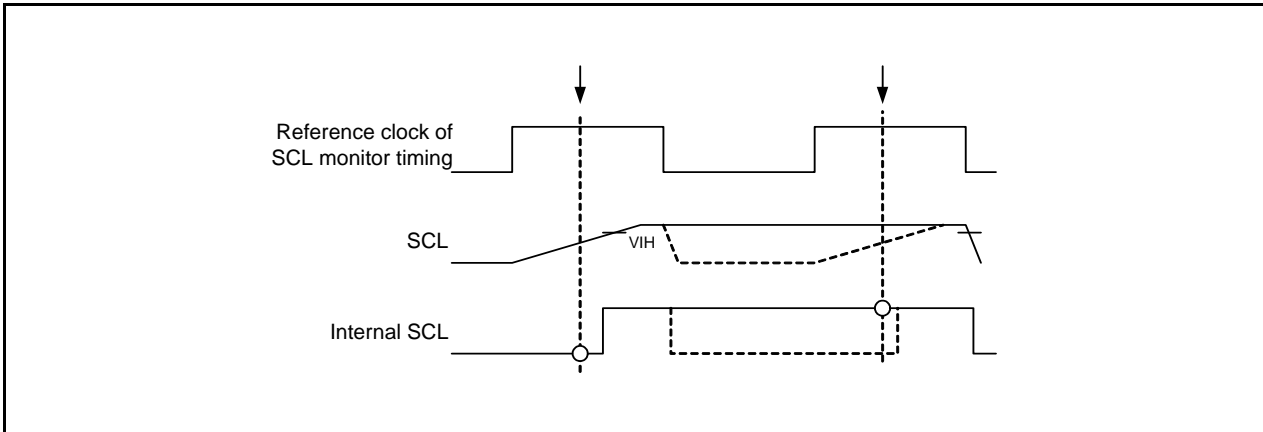 Reference clock of
SCL monitor timing
SCL
VIH
Internal SCL